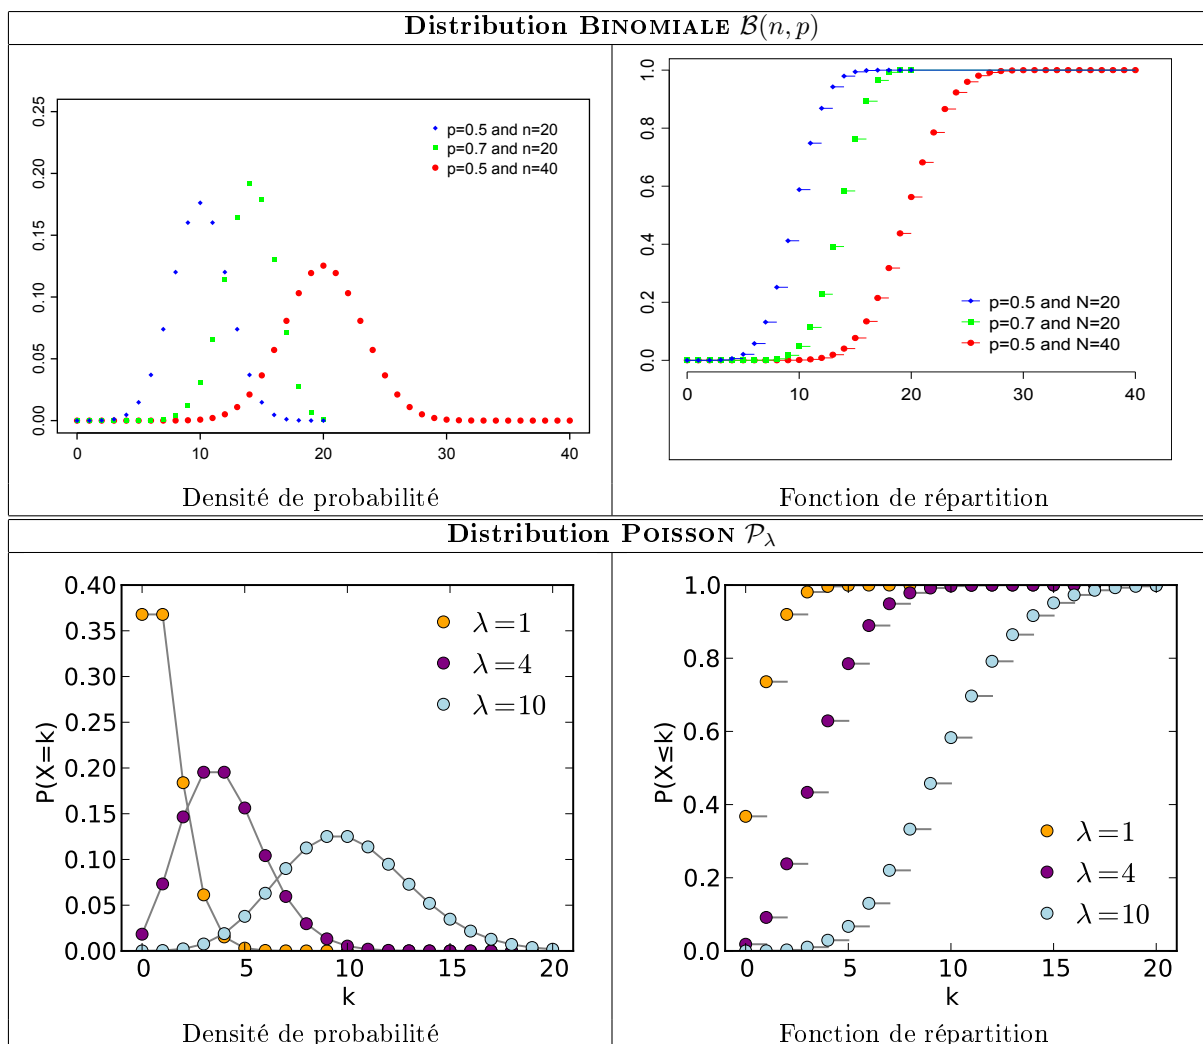 Distribution BINOMIALE B(n, p)
0.25
0.20
0.15
0.10
0.05
0.00
p=0.5 and n=20
p=0.7 and n=20
p=0.5 and n=40
0 10 20 30 40
Densité de probabilité
1.0
0.8
0.6
0.4
0.2
0.0
p=0.5 and N=20
p=0.7 and N=20
p=0.5 and N=40
0 10 20 30 40
Fonction de répartition
Distribution POISSON 𝒫λ
0.40
0.35
0.30
0.25
0.20
0.15
0.10
0.05
0.00
P(X=k)
λ=1
λ=4
λ=10
0 5 10 15 20
k
Densité de probabilité
1.0
0.8
0.6
0.4
0.2
0.0
P(X≤k)
λ=1
λ=4
λ=10
0 5 10 15 20
k
Fonction de répartition